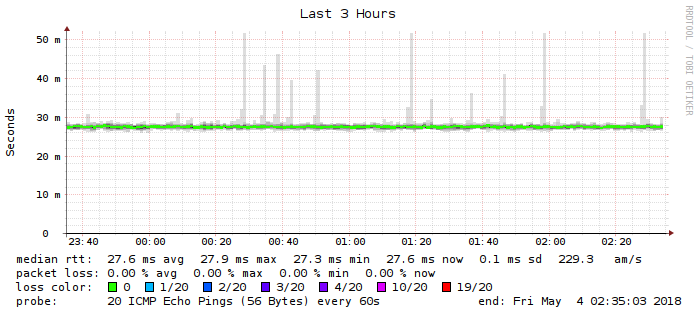 Last 3 Hours
RRDTOOL / TOBI OETIKER
Seconds
50 m
40 m
30 m
20 m
10 m
0
23:40 00:00 00:20 00:40 01:00 01:20 01:40 02:00 02:20
median rtt: 27.6 ms avg 27.9 ms max 27.3 ms min 27.6 ms now 0.1 ms sd 229.3 am/s
packet loss: 0.00 % avg 0.00 % max 0.00 % min 0.00 % now
loss color: 0 1/20 2/20 3/20 4/20 10/20 19/20
probe: 20 ICMP Echo Pings (56 Bytes) every 60s end: Fri May 4 02:35:03 2018